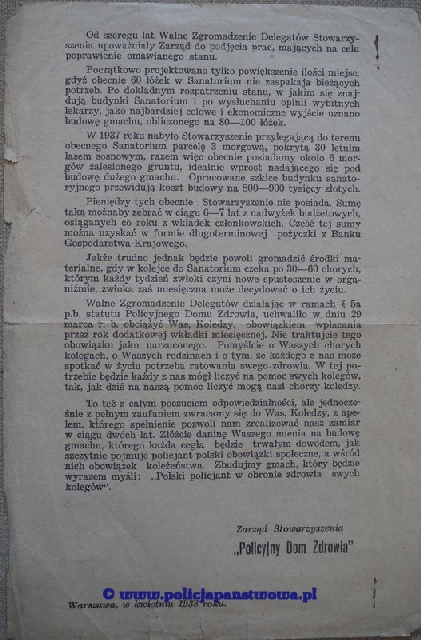 Od szeregu lat Walne Zgromadzenie Delegatów Stowarzy-
szenia upoważniały Zarząd do podjęcia prac, mających na celu
poprawienie omawianego stanu.
Początkowo projektowano tylko powiększenie ilości miejsc,
gdyż obecnie 60 łóżek w Sanatorium nie zaspakaja bieżących
potrzeb. Po dokładnym rozpatrzeniu stanu, w jakim się znaj-
dują budynki Sanatorium i po wysłuchaniu opinii wybitnych
lekarzy, jako najbardziej celowe i ekonomiczne wyjście uznano
budowę gmachu, obliczonego na 80—100 łóżek.
W 1937 roku nabyło Stowarzyszenie przylegającą do terenu
obecnego Sanatorium parcelę 3 morgową, pokrytą 30 letnim
lasem sosnowym, razem więc obecnie posiadamy około 6 mor-
gów zalesionego gruntu, idealnie wprost nadającego się pod
budowę dużego gmachu. Opracowane szkice budynku sanato-
ryjnego przewidują koszt budowy na 800—900 tysięcy złotych.
Pieniędzy tych obecnie Stowarzyszenie nie posiada. Sumę
taką możnaby zebrać w ciągu 6—7 lat z nadwyżek budżetowych,
osiąganych co roku z wkładek członkowskich. Część tej sumy
można uzyskać w formie długoterminowej pożyczki z Banku
Gospodarstwa Krajowego.
Jakże trudno jednak będzie powoli gromadzić środki ma-
terialne, gdy w kolejce do Sanatorium czeka po 30—60 chorych,
którym każdy tydzień zwłoki czyni nowe spustoszenie w orga-
niźmie, zwłoka zaś miesięczna może decydować o ich życiu.
Walne Zgromadzenie Delegatów działając w ramach § 5a
p.b. statutu Policyjnego Domu Zdrowia, uchwaliło w dniu 29
marca r. b. obciążyć Was, Koledzy, obowiązkiem wpłacania
przez rok dodatkowej wkładki miesięcznej. Nie traktujcie tego
obowiązku jako narzuconego. Pomyślcie o Waszych chorych
kolegach, o Waszych rodzinach i o tym, że każdego z nas może
spotkać w życiu potrzeba ratowania swego zdrowia. W tej po-
trzebie będzie każdy z nas mógł liczyć na pomoc swych kolegów,
tak, jak dziś na naszą pomoc liczyć mogą nasi chorzy koledzy.
To też z całym poczuciem odpowiedzialności, ale jednocze-
śnie z pełnym zaufaniem zwracamy się do Was, Koledzy, z ape-
lem, którego spełnienie pozwoli nam zrealizować nasz zamiar
w ciągu dwóch lat. Złóżcie daninę Waszego mienia na budowę
gmachu, którego każda cegła będzie trwałym dowodem, jak
szczytnie pojmuje policjant polski obowiązki społeczne, a wśród
nich obowiązek koleżeństwa. Zbudujmy gmach, który będzie
wyrazem myśli: „Polski policjant w obronie zdrowia swych
kolegów“.
Zarząd Stowarzyszenia
„Policyjny Dom Zdrowia”
© www.policjapanstwowa.pl
Warszawa, w kwietniu 1938 roku.